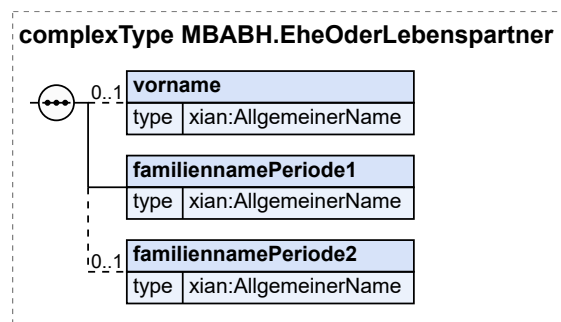 complexType MBABH.EheOderLebenspartner
0..1 vorname
type xian:AllgemeinerName
familiennamePeriode1
type xian:AllgemeinerName
0..1 familiennamePeriode2
type xian:AllgemeinerName